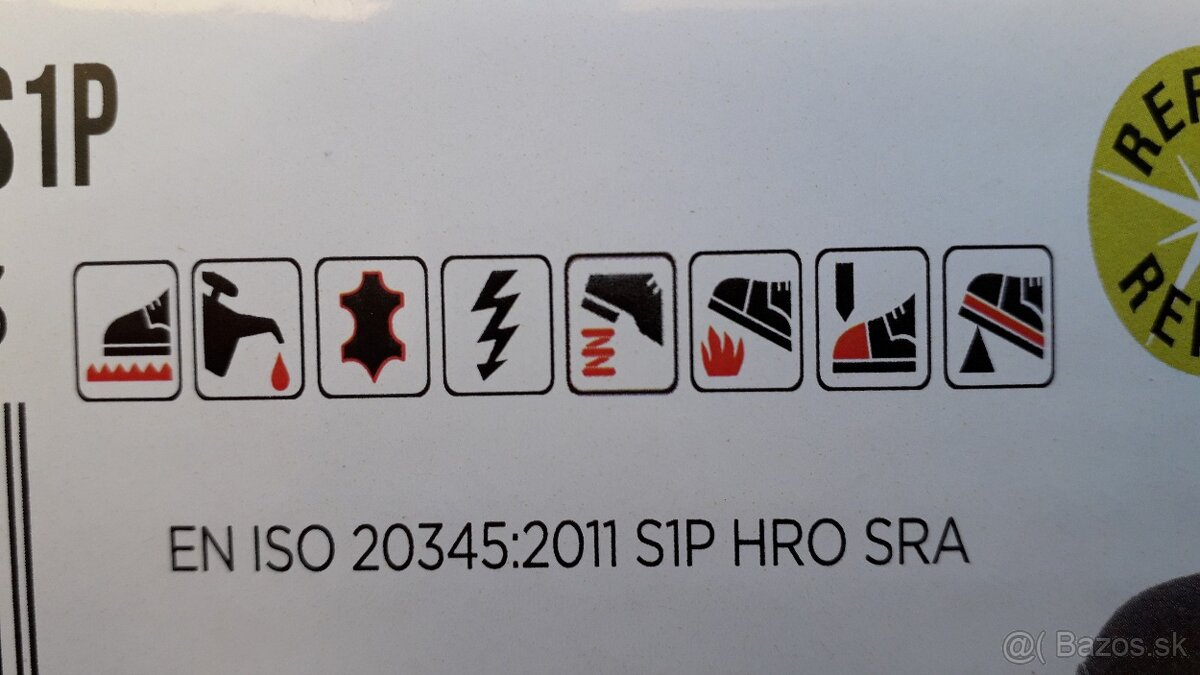 S1P
EN ISO 20345:2011 S1P HRO SRA
@( Bazos.sk